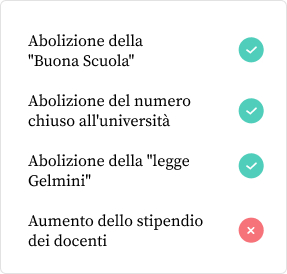 Abolizione della
"Buona Scuola"
Abolizione del numero
chiuso all'università
Abolizione della "legge
Gelmini"
Aumento dello stipendio
dei docenti